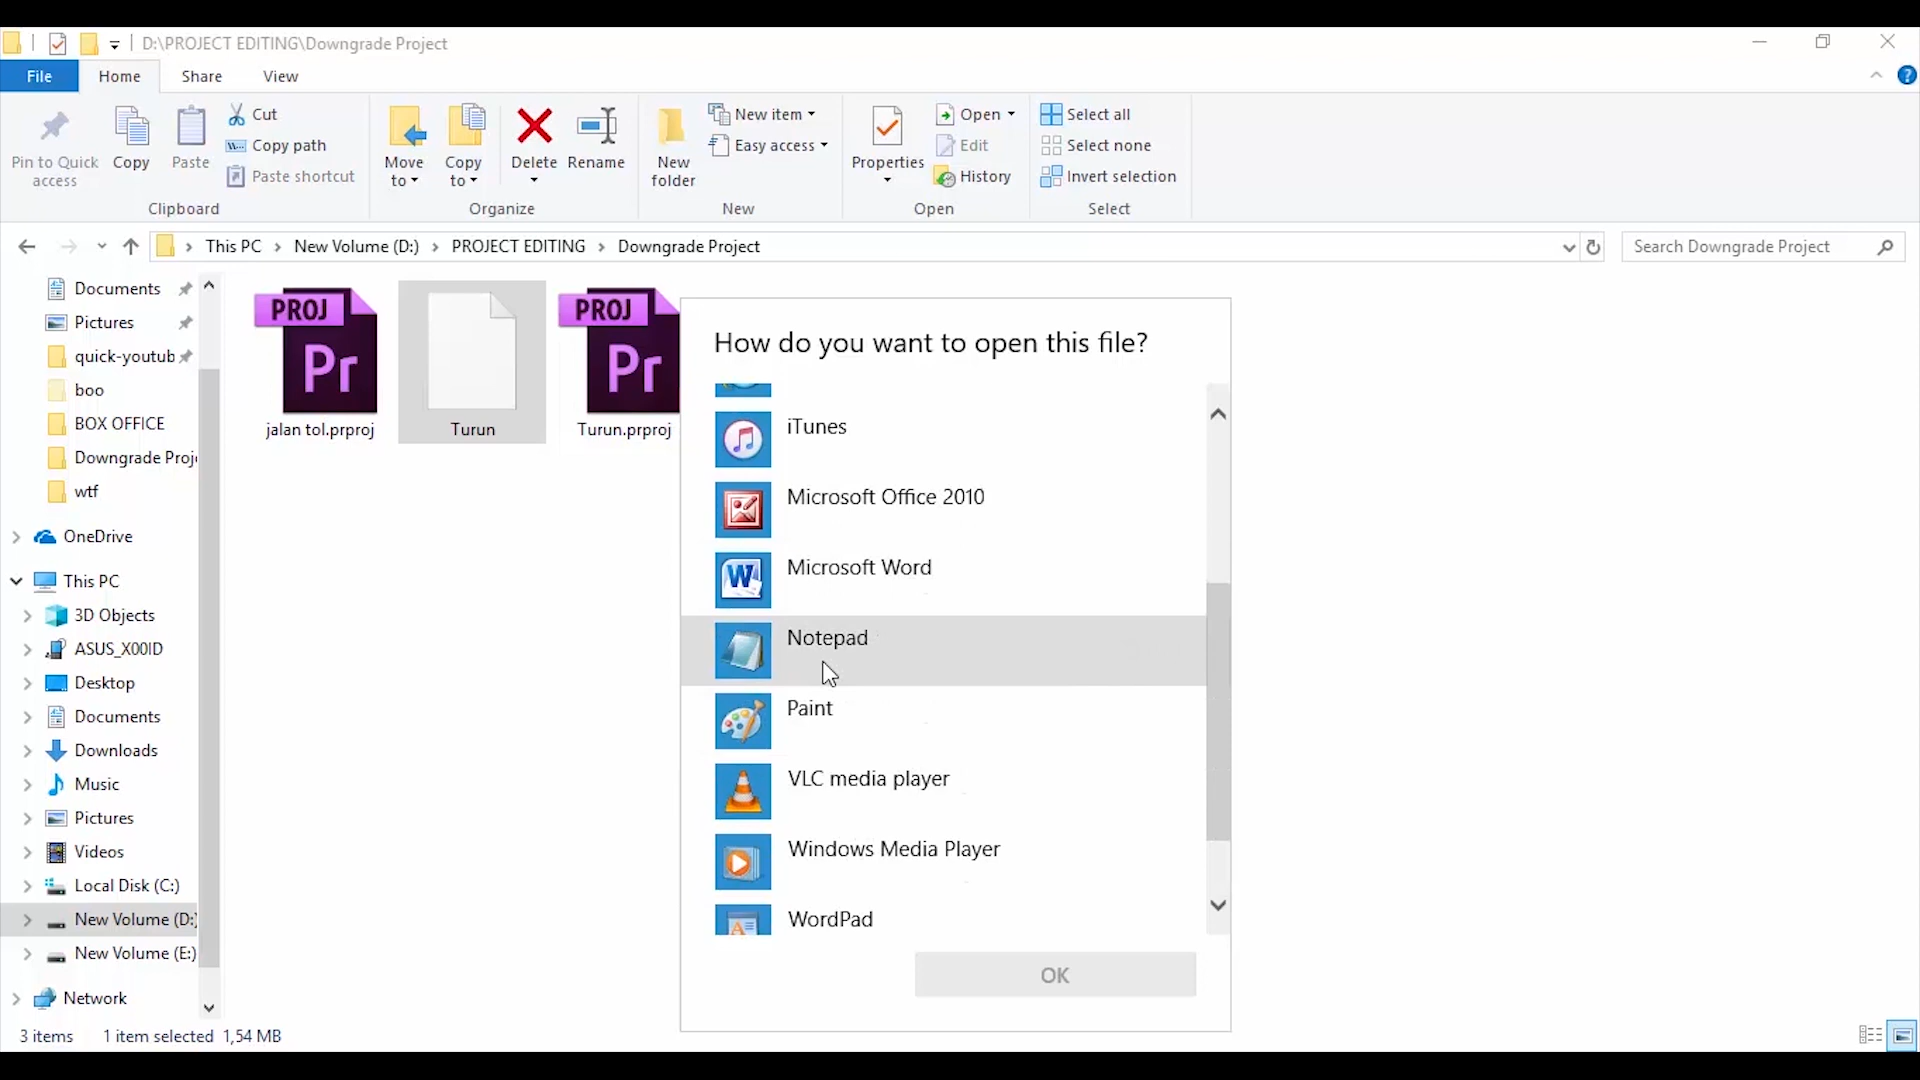 D:\PROJECT EDITING\Downgrade Project
File
Home
Share
View
Pin to Quick
access
Copy
Paste
Cut
Copy path
Paste shortcut
Clipboard
Move
to
Copy
to
Delete
Rename
Organize
New
folder
New item
Easy access
New
Properties
Open
Edit
History
Open
Select all
Select none
Invert selection
Select
This PC
New Volume (D:)
PROJECT EDITING
Downgrade Project
Search Downgrade Project
Documents
Pictures
quick-youtub
boo
BOX OFFICE
Downgrade Proj
wtf
OneDrive
This PC
3D Objects
ASUS_X00ID
Desktop
Documents
Downloads
Music
Pictures
Videos
Local Disk (C:)
New Volume (D:)
New Volume (E:)
Network
PROJ
Pr
jalan tol.prproj
Turun
PROJ
Pr
Turun.prproj
How do you want to open this file?
iTunes
Microsoft Office 2010
Microsoft Word
Notepad
Paint
VLC media player
Windows Media Player
WordPad
OK
3 items
1 item selected 1,54 MB